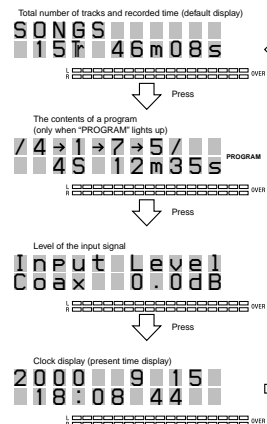 Total number of tracks and recorded time (default display)
SONGS
15Tr 46m08s
L
R
OVER
Press
The contents of a program
(only when "PROGRAM" lights up)
/ 4→1→7→5/
4S 12m35s
PROGRAM
L
R
OVER
Press
Level of the input signal
Input Level
Coax 0.0dB
L
R
OVER
Press
Clock display (present time display)
2000 9 15
18:08 44
L
R
OVER